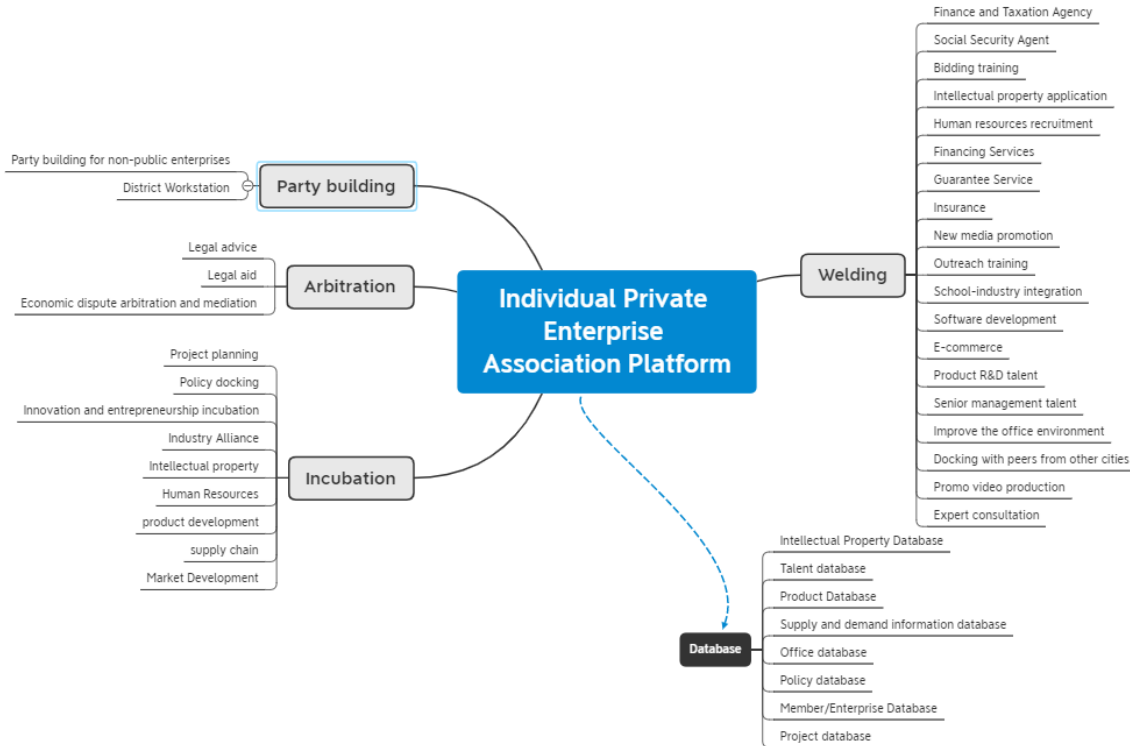 Individual Private
Enterprise
Association Platform
Party building
Party building for non-public enterprises
District Workstation
Arbitration
Legal advice
Legal aid
Economic dispute arbitration and mediation
Incubation
Project planning
Policy docking
Innovation and entrepreneurship incubation
Industry Alliance
Intellectual property
Human Resources
product development
supply chain
Market Development
Welding
Finance and Taxation Agency
Social Security Agent
Bidding training
Intellectual property application
Human resources recruitment
Financing Services
Guarantee Service
Insurance
New media promotion
Outreach training
School-industry integration
Software development
E-commerce
Product R&D talent
Senior management talent
Improve the office environment
Docking with peers from other cities
Promo video production
Expert consultation
Database
Intellectual Property Database
Talent database
Product Database
Supply and demand information database
Office database
Policy database
Member/Enterprise Database
Project database